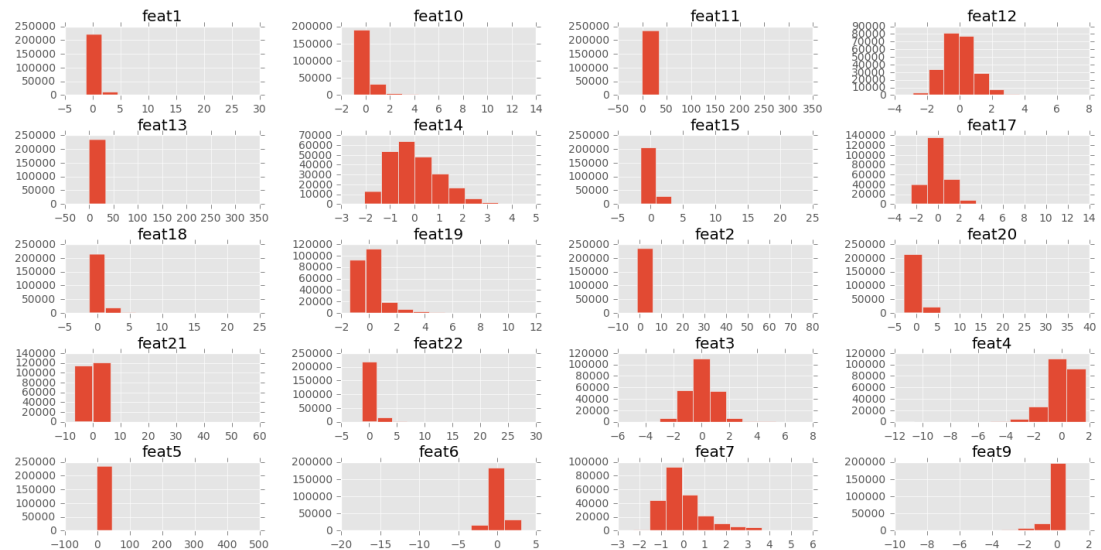 feat1 feat10 feat11 feat12
250000 200000 250000 90000
200000 150000 200000 80000
150000 100000 150000 70000
100000 50000 100000 60000
50000 0 50000 50000
0 0 40000
30000
20000
10000
0
−5 0 5 10 15 20 25 30 −2 0 2 4 6 8 10 12 14 −50 0 50 100 150 200 250 300 350 −4 −2 0 2 4 6 8
feat13 feat14 feat15 feat17
250000 70000 250000 140000
200000 60000 200000 120000
150000 50000 150000 100000
100000 40000 100000 80000
50000 30000 50000 60000
0 20000 0 40000
10000 20000
0 0
−50 0 50 100 150 200 250 300 350 −3 −2 −1 0 1 2 3 4 5 −5 0 5 10 15 20 25 −4 −2 0 2 4 6 8 10 12 14
feat18 feat19 feat2 feat20
250000 120000 250000 250000
200000 100000 200000 200000
150000 80000 150000 150000
100000 60000 100000 100000
50000 40000 50000 50000
0 20000 0 0
0
−5 0 5 10 15 20 25 −2 0 2 4 6 8 10 12 −10 0 10 20 30 40 50 60 70 80 −5 0 5 10 15 20 25 30 35 40
feat21 feat22 feat3 feat4
140000 250000 120000 120000
120000 200000 100000 100000
100000 150000 80000 80000
80000 100000 60000 60000
60000 50000 40000 40000
40000 0 20000 20000
20000 0 0
0
−10 0 10 20 30 40 50 60 −5 0 5 10 15 20 25 30 −6 −4 −2 0 2 4 6 8 −12 −10 −8 −6 −4 −2 0 2
feat5 feat6 feat7 feat9
250000 200000 100000 200000
200000 150000 80000 150000
150000 100000 60000 100000
100000 50000 40000 50000
50000 0 20000 0
0 0
−100 0 100 200 300 400 500 −20 −15 −10 −5 0 5 −3 −2 −1 0 1 2 3 4 5 6 −12 −10 −8 −6 −4 −2 0 2